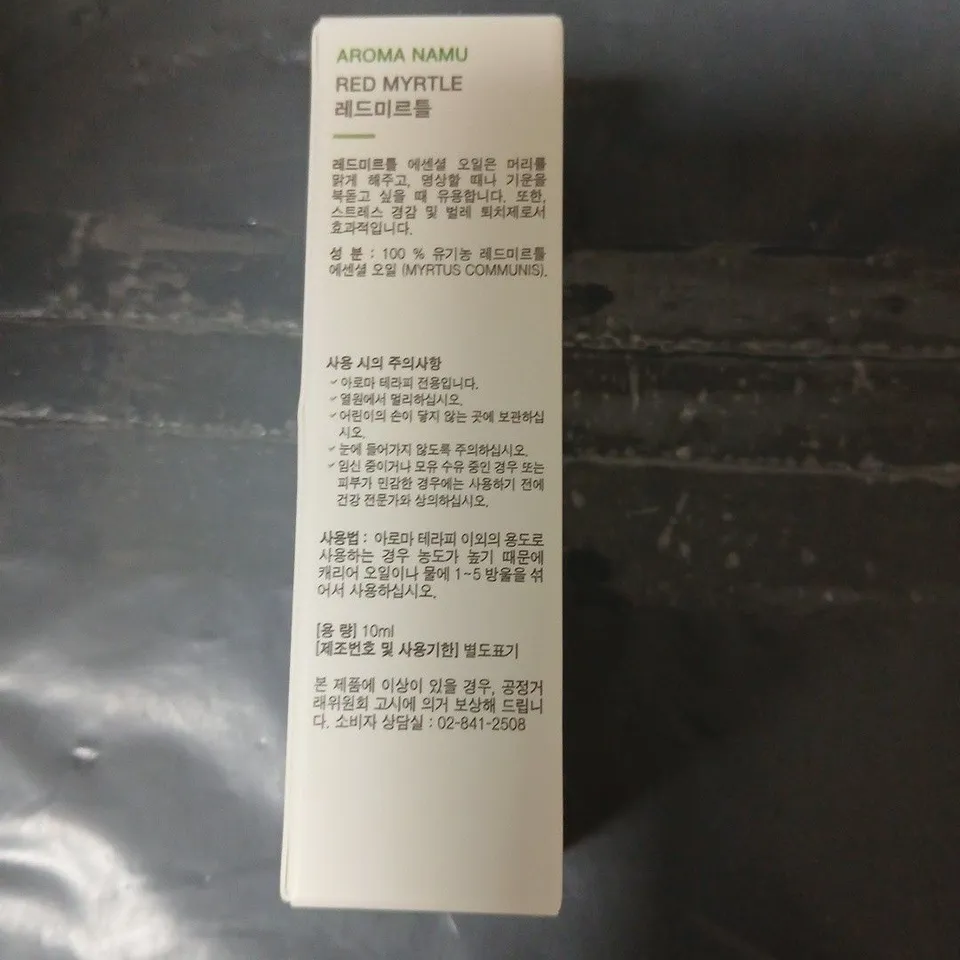 AROMA NAMU
RED MYRTLE
레드미르틀
레드미르틀 에센셜 오일은 머리를
맑게 해주고, 명상할 때나 기운을
북돋고 싶을 때 유용합니다. 또한,
스트레스 경감 및 벌레 퇴치제로서
효과적입니다.
성 분 : 100 % 유기농 레드미르틀
에센셜 오일 (MYRTUS COMMUNIS).
사용 시의 주의사항
✓아로마 테라피 전용입니다.
✓열원에서 멀리하십시오.
✓어린이의 손이 닿지 않는 곳에 보관하십
시오.
✓눈에 들어가지 않도록 주의하십시오.
✓임신 중이거나 모유 수유 중인 경우 또는
피부가 민감한 경우에는 사용하기 전에
건강 전문가와 상의하십시오.
사용법 : 아로마 테라피 이외의 용도로
사용하는 경우 농도가 높기 때문에
캐리어 오일이나 물에 1~5 방울을 섞
어서 사용하십시오.
[용 량] 10ml
[제조번호 및 사용기한] 별도표기
본 제품에 이상이 있을 경우, 공정거
래위원회 고시에 의거 보상해 드립니
다. 소비자 상담실 : 02-841-2508